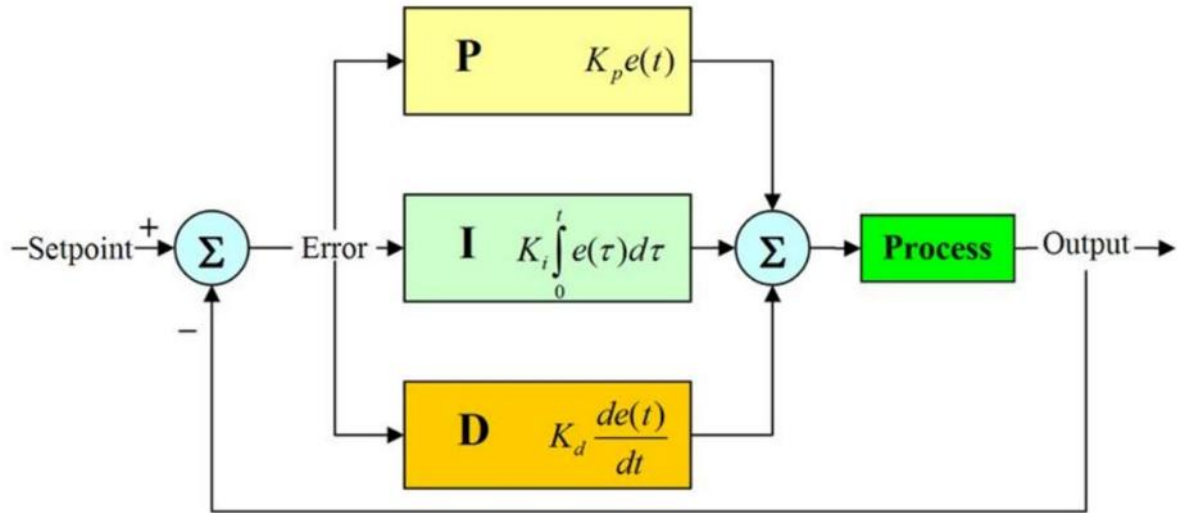 P K_p e(t)
–Setpoint + Σ Error I K_i ∫_0^t e(τ)dτ Σ Process Output
–
D K_d de(t)/dt